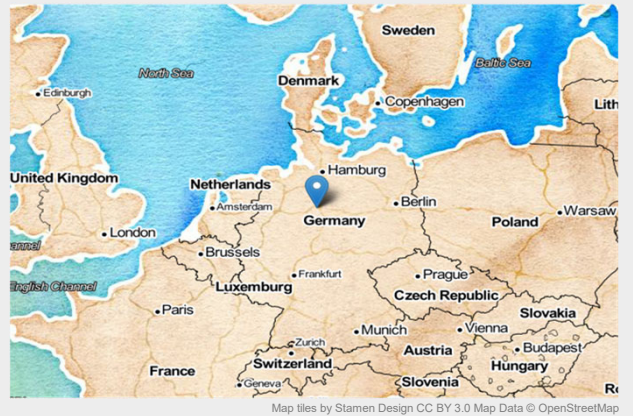 Sweden
North Sea
Baltic Sea
Denmark
Edinburgh
Copenhagen
Lith
Hamburg
United Kingdom
Netherlands
Amsterdam
Berlin
Warsaw
Germany
Poland
London
annel
Brussels
Frankfurt
Prague
English Channel
Luxemburg
Czech Republic
Paris
Slovakia
Munich
Vienna
Zurich
Budapest
Austria
Switzerland
Hungary
France
Geneva
Slovenia
Ro
Map tiles by Stamen Design CC BY 3.0 Map Data © OpenStreetMap